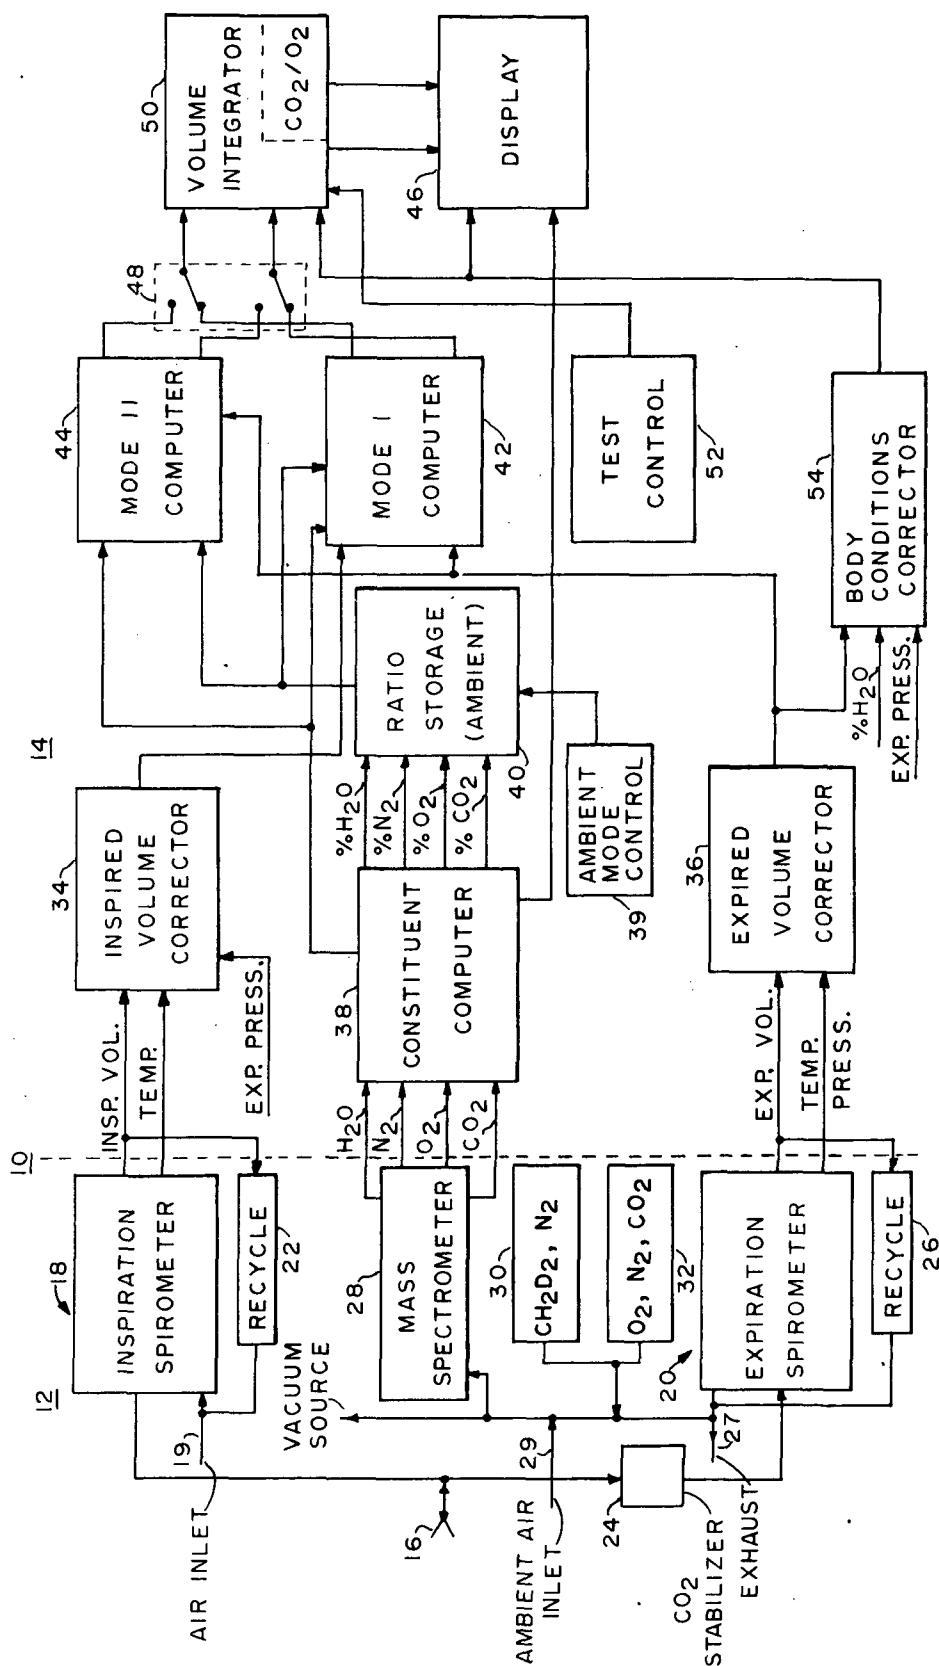 12
18
INSPIRATION
SPIROMETER
19
AIR INLET
RECYCLE
22
10
INSP. VOL.
TEMP.
EXP. PRESS.
34
INSPIRED
VOLUME
CORRECTOR
14
44
MODE II
COMPUTER
48
50
VOLUME
INTEGRATOR
CO2/O2
16
VACUUM
SOURCE
28
MASS
SPECTROMETER
H2O
N2
O2
CO2
38
CONSTITUENT
COMPUTER
%H2O
%N2
%O2
%CO2
RATIO
STORAGE
(AMBIENT)
40
MODE I
COMPUTER
42
46
DISPLAY
AMBIENT AIR
INLET
29
30
CH2D2, N2
O2, N2, CO2
32
AMBIENT
MODE
CONTROL
39
TEST
CONTROL
52
24
CO2
STABILIZER
EXHAUST
27
20
EXPIRATION
SPIROMETER
RECYCLE
26
EXP. VOL.
TEMP.
PRESS.
36
EXPIRED
VOLUME
CORRECTOR
%H2O
EXP. PRESS.
54
BODY
CONDITIONS
CORRECTOR